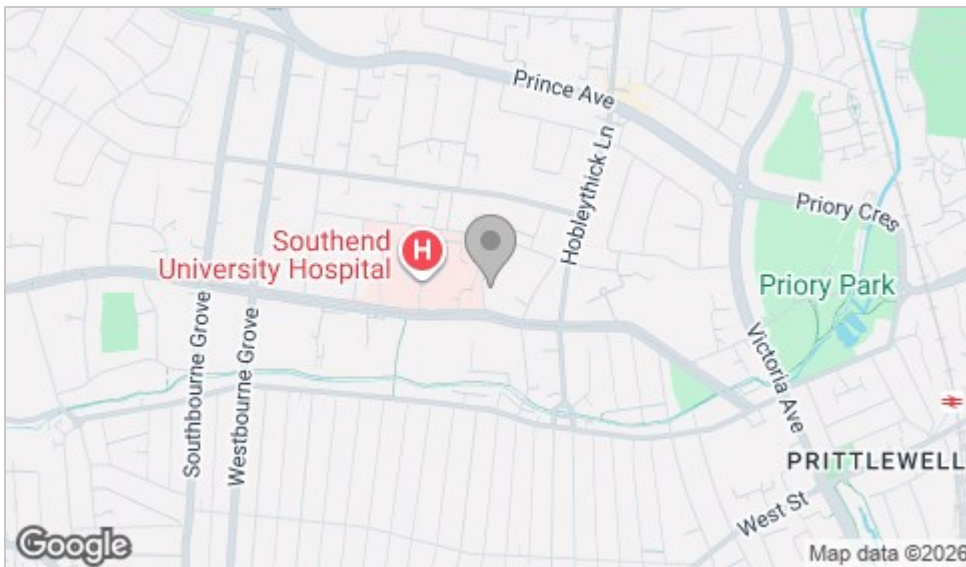 Prince Ave
Hobleythick Ln
Priory Cres
Southend
University Hospital
H
Priory Park
Southbourne Grove
Westbourne Grove
Victoria Ave
PRITTLEWELL
West St
Google
Map data ©2026